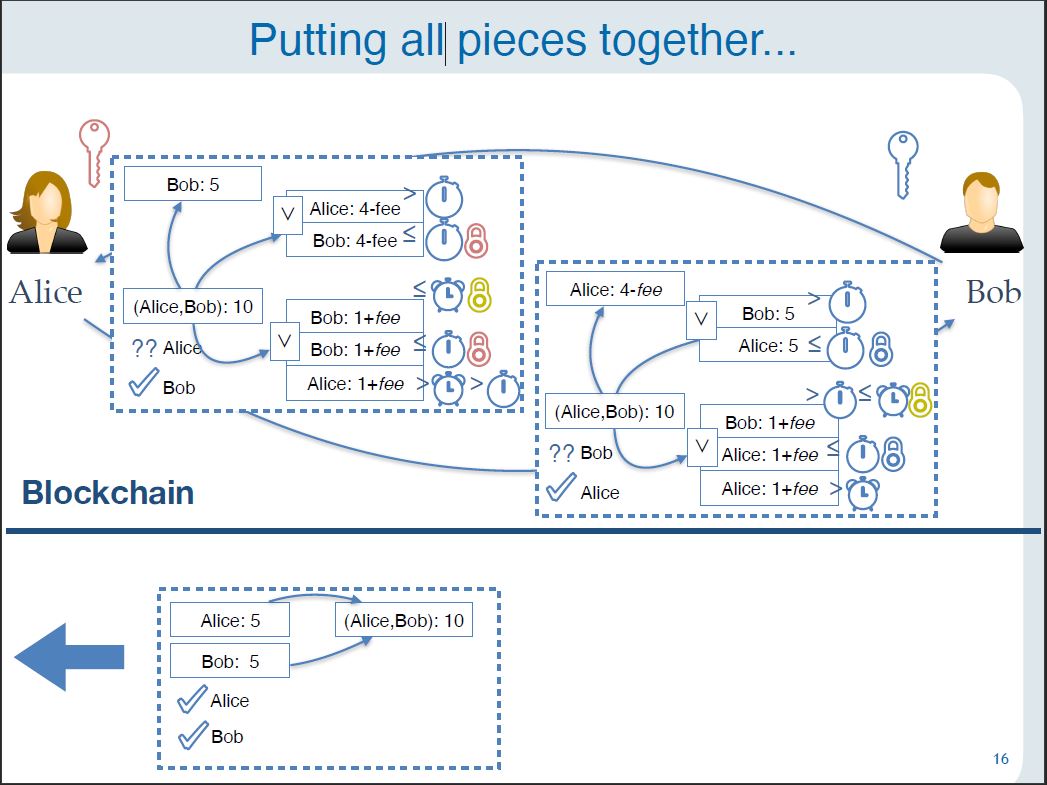 Putting all pieces together...
Bob: 5
∨
Alice: 4-fee
>
Bob: 4-fee
≤
Alice
(Alice,Bob): 10
≤
∨
Bob: 1+fee
Bob: 1+fee
≤
Alice: 1+fee
>
>
?? Alice
Bob
Bob
Alice: 4-fee
∨
Bob: 5
>
Alice: 5
≤
(Alice,Bob): 10
>
≤
∨
Bob: 1+fee
Alice: 1+fee
≤
Alice: 1+fee
>
?? Bob
Alice
Blockchain
Alice: 5
(Alice,Bob): 10
Bob: 5
Alice
Bob
16